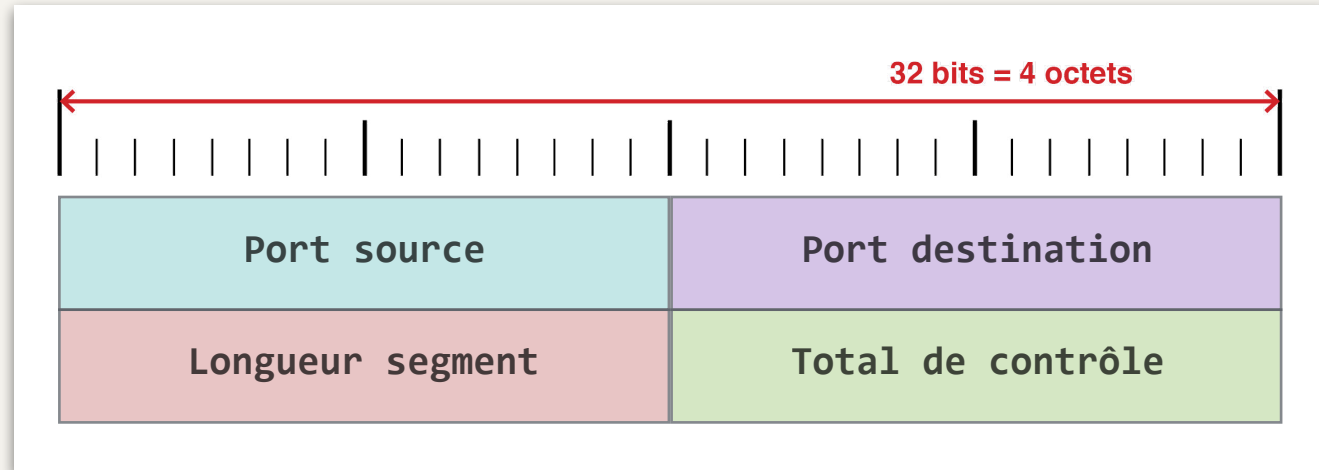 32 bits = 4 octets
Port source
Port destination
Longueur segment
Total de contrôle